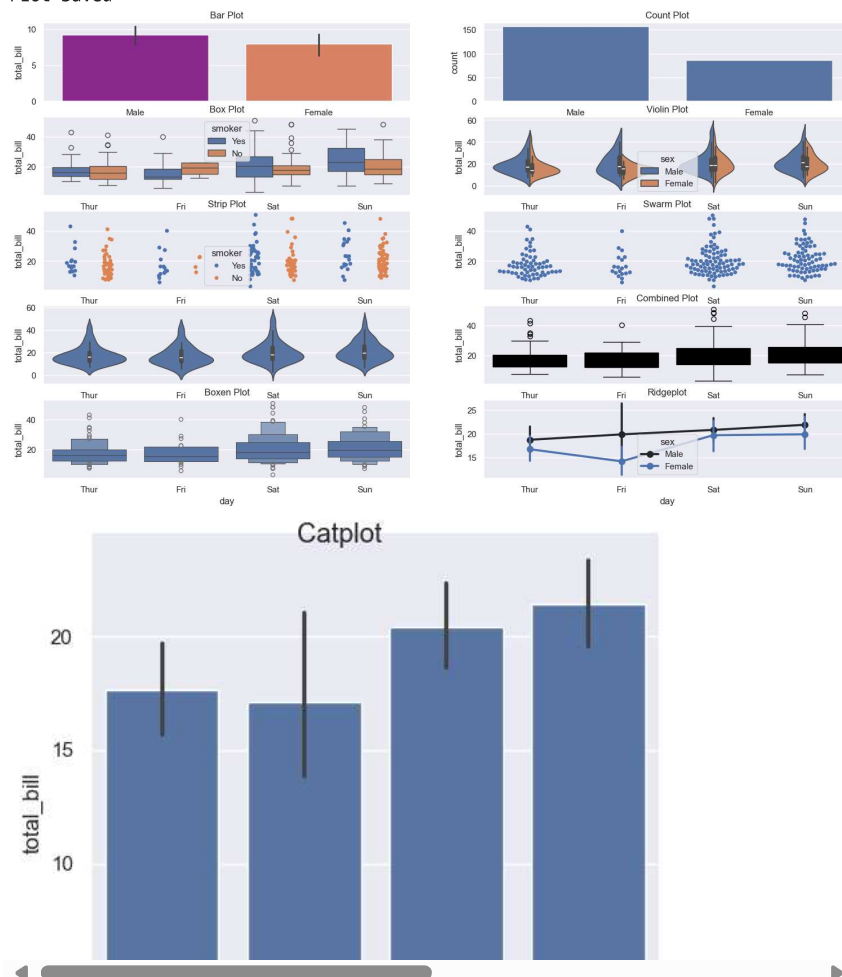 Plot Saved
Bar Plot
10
5
0
total_bill
Male
Female
Count Plot
150
100
50
0
count
Male
Female
Box Plot
40
20
total_bill
smoker
Yes
No
Thur
Fri
Sat
Sun
Violin Plot
60
40
20
0
total_bill
sex
Male
Female
Thur
Fri
Sat
Sun
Strip Plot
40
20
total_bill
smoker
Yes
No
Thur
Fri
Sat
Sun
Swarm Plot
40
20
total_bill
Thur
Fri
Sat
Sun
60
40
20
0
total_bill
Thur
Fri
Sat
Sun
Combined Plot
40
20
total_bill
Thur
Fri
Sat
Sun
Boxen Plot
40
20
total_bill
Thur
Fri
Sat
Sun
day
Ridgeplot
25
20
15
total_bill
sex
Male
Female
Thur
Fri
Sat
Sun
day
Catplot
20
15
10
total_bill